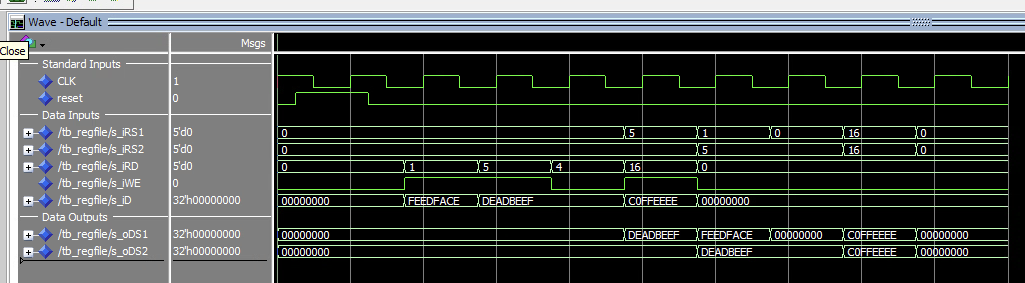 Wave - Default
Close
Msgs
Standard Inputs
CLK 1
reset 0
Data Inputs
/tb_regfile/s_iRS1 5'd0 0 5 1 0 16 0
/tb_regfile/s_iRS2 5'd0 0 5 16 0
/tb_regfile/s_iRD 5'd0 0 1 5 4 16 0
/tb_regfile/s_iWE 0
/tb_regfile/s_iD 32'h00000000 00000000 FEEDFACE DEADBEEF C0FFEEEE 00000000
Data Outputs
/tb_regfile/s_oDS1 32'h00000000 00000000 DEADBEEF FEEDFACE 00000000 C0FFEEEE 00000000
/tb_regfile/s_oDS2 32'h00000000 00000000 DEADBEEF C0FFEEEE 00000000